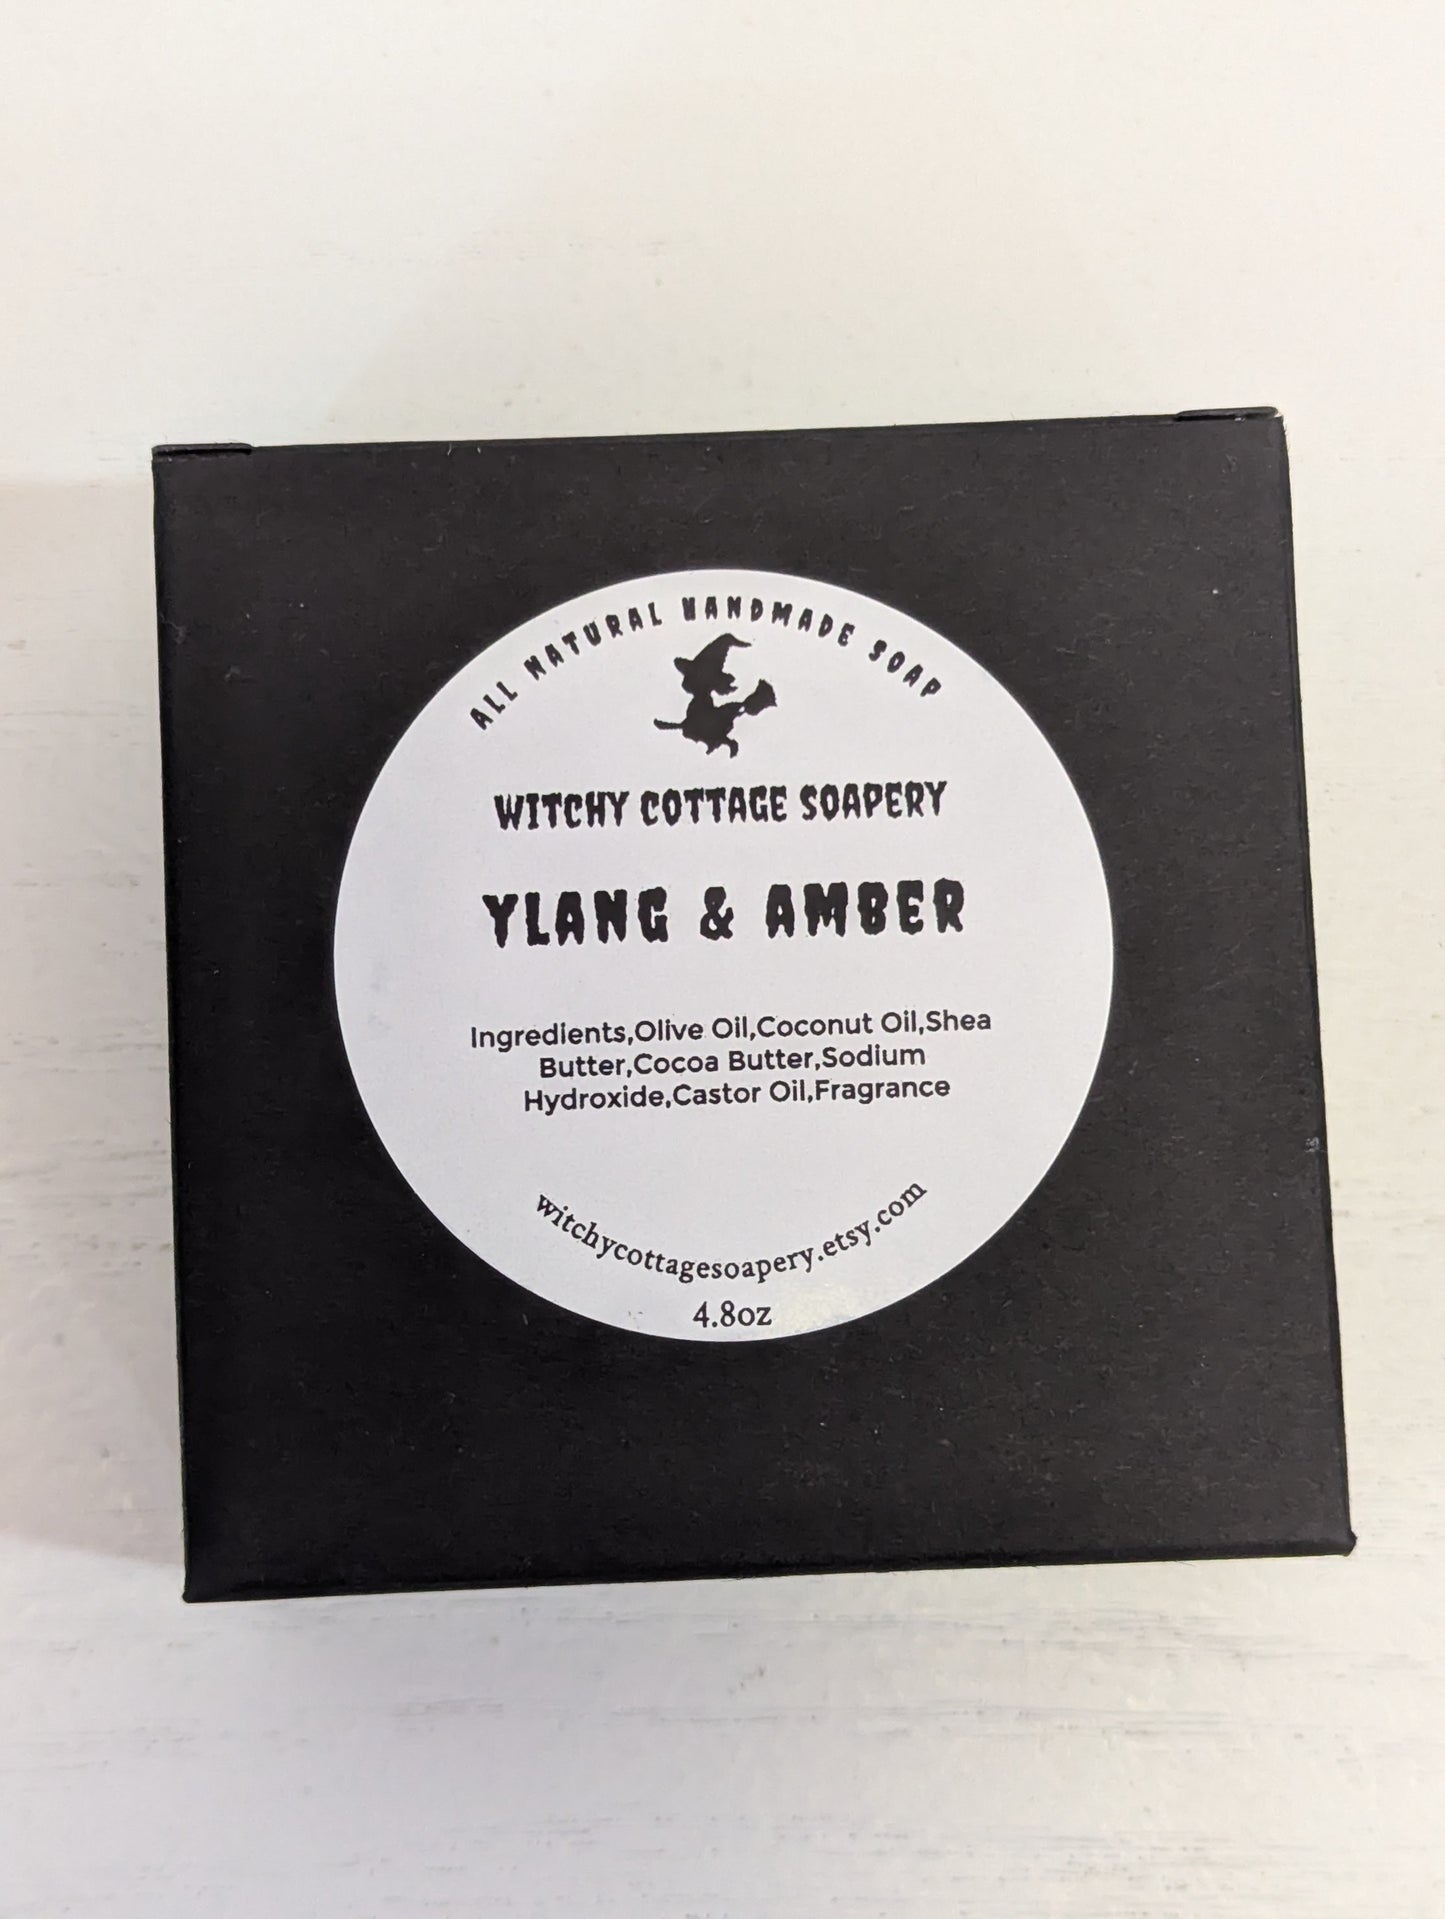 ALL NATURAL HANDMADE SOAP
WITCHY COTTAGE SOAPERY
YLANG & AMBER
Ingredients,Olive Oil,Coconut Oil,Shea
Butter,Cocoa Butter,Sodium
Hydroxide,Castor Oil,Fragrance
witchycottagesoapery.etsy.com
4.8oz